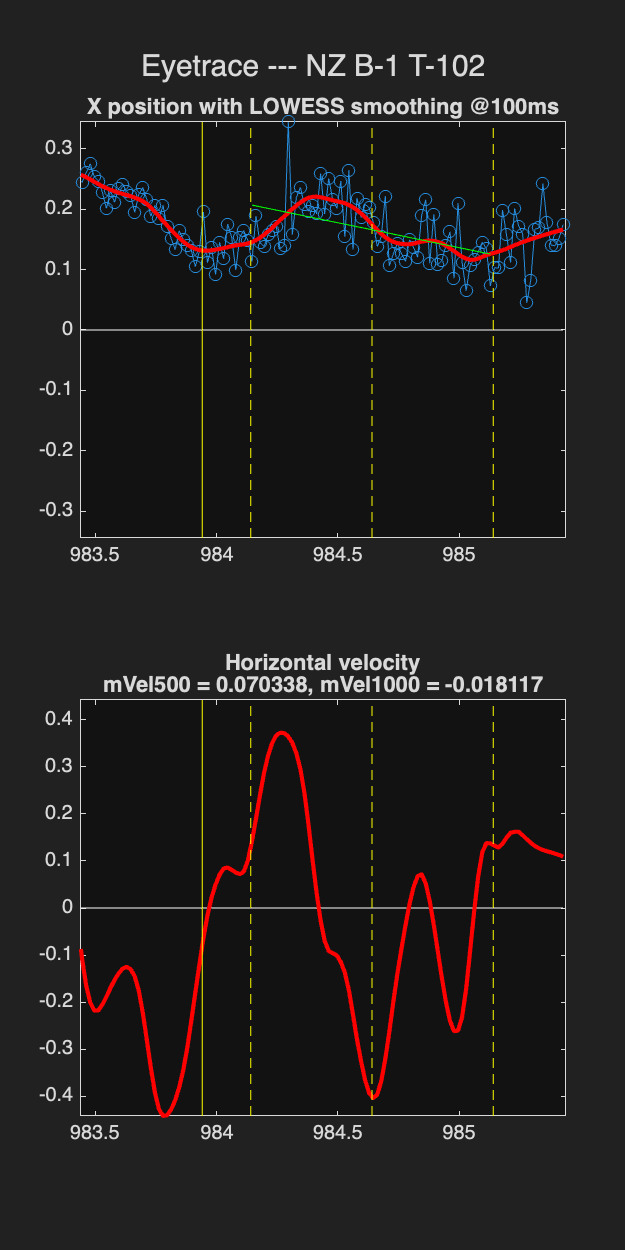 Eyetrace --- NZ B-1 T-102
X position with LOWESS smoothing @100ms
0.3
0.2
0.1
0
-0.1
-0.2
-0.3
983.5 984 984.5 985
Horizontal velocity
mVel500 = 0.070338, mVel1000 = -0.018117
0.4
0.3
0.2
0.1
0
-0.1
-0.2
-0.3
-0.4
983.5 984 984.5 985